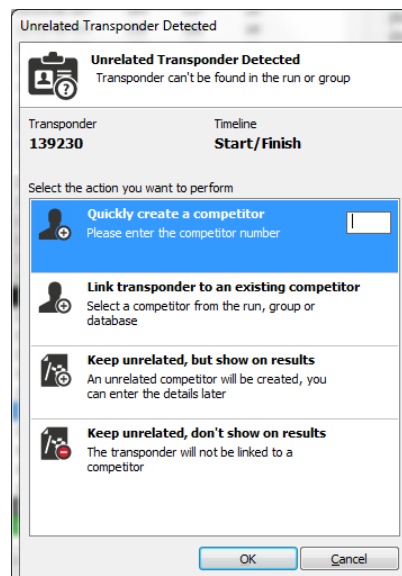 Unrelated Transponder Detected
Unrelated Transponder Detected
Transponder can't be found in the run or group
Transponder Timeline
139230 Start/Finish
Select the action you want to perform
Quickly create a competitor
Please enter the competitor number
Link transponder to an existing competitor
Select a competitor from the run, group or
database
Keep unrelated, but show on results
An unrelated competitor will be created, you
can enter the details later
Keep unrelated, don't show on results
The transponder will not be linked to a
competitor
OK Cancel